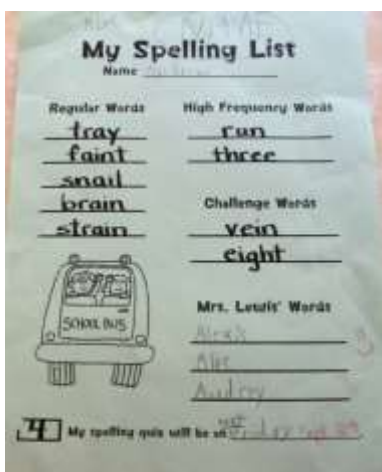 Alex
My Spelling List
Name
Regular Words
tray
faint
snail
brain
strain
High Frequency Words
run
three
Challenge Words
vein
eight
SCHOOL BUS
Mrs. Lewis' Words
Alex
Audrey
4 My spelling quiz will be on